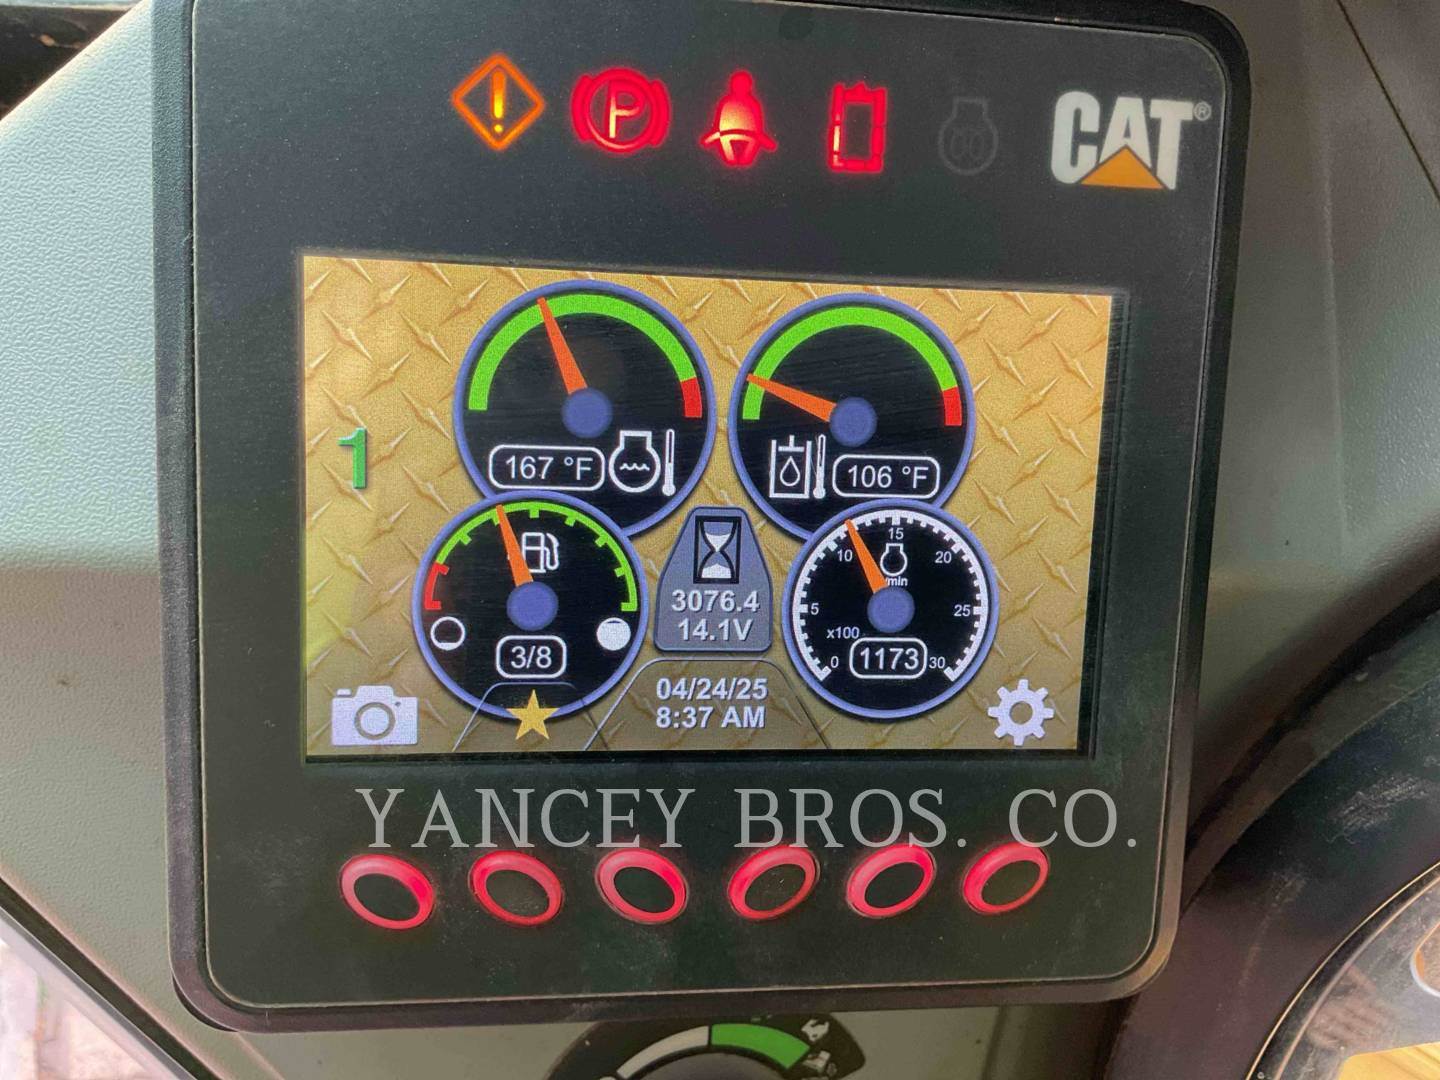 P
CAT®
1
167 °F
106 °F
3/8
3076.4
14.1V
04/24/25
8:37 AM
0
5
10
15
20
25
30
x100
/min
1173
YANCEY BROS. CO.